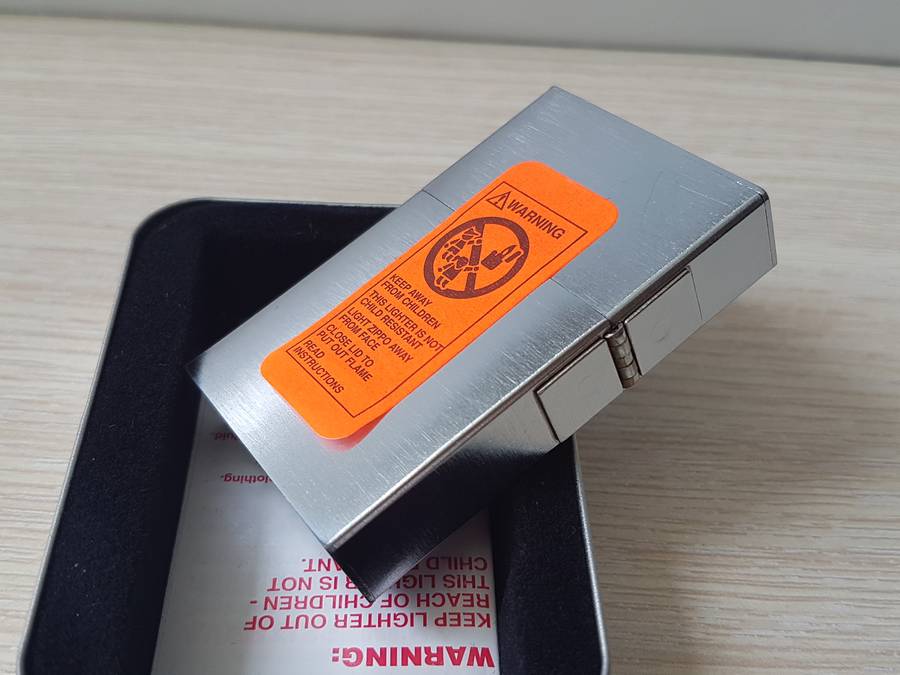 WARNING
KEEP AWAY
FROM CHILDREN
THIS LIGHTER IS NOT
CHILD RESISTANT
LIGHT ZIPPO AWAY
FROM FACE
CLOSE LID TO
PUT OUT FLAME
READ
INSTRUCTIONS
WARNING:
KEEP LIGHTER OUT OF
REACH OF CHILDREN -
THIS LIGHTER IS NOT
CHILD